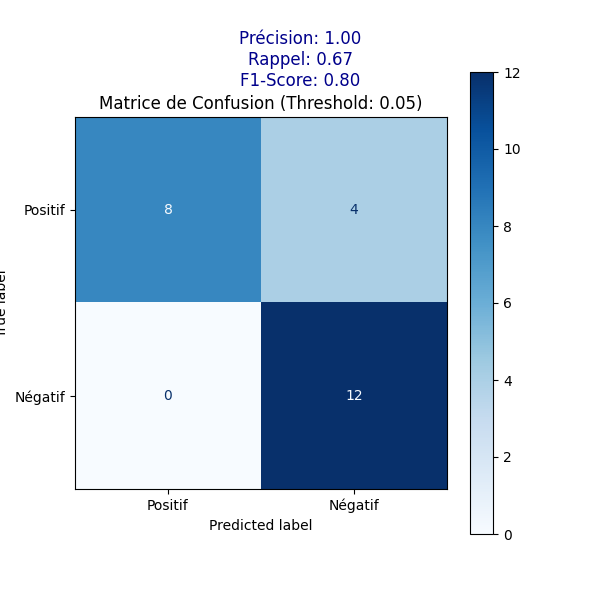 Précision: 1.00
Rappel: 0.67
F1-Score: 0.80
Matrice de Confusion (Threshold: 0.05)
12
10
8
6
4
2
0
Positif
8
4
Négatif
0
12
Positif
Négatif
Predicted label
label